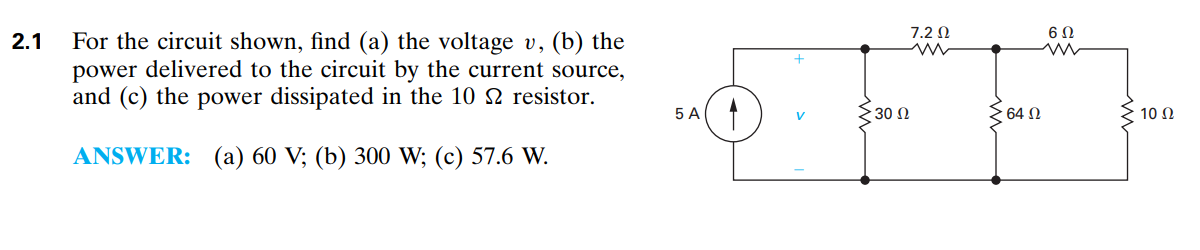 2.1 For the circuit shown, find (a) the voltage v, (b) the
power delivered to the circuit by the current source,
and (c) the power dissipated in the 10 Ω resistor.
ANSWER: (a) 60 V; (b) 300 W; (c) 57.6 W.
7.2 Ω
6 Ω
+
5 A
v
30 Ω
64 Ω
10 Ω
−